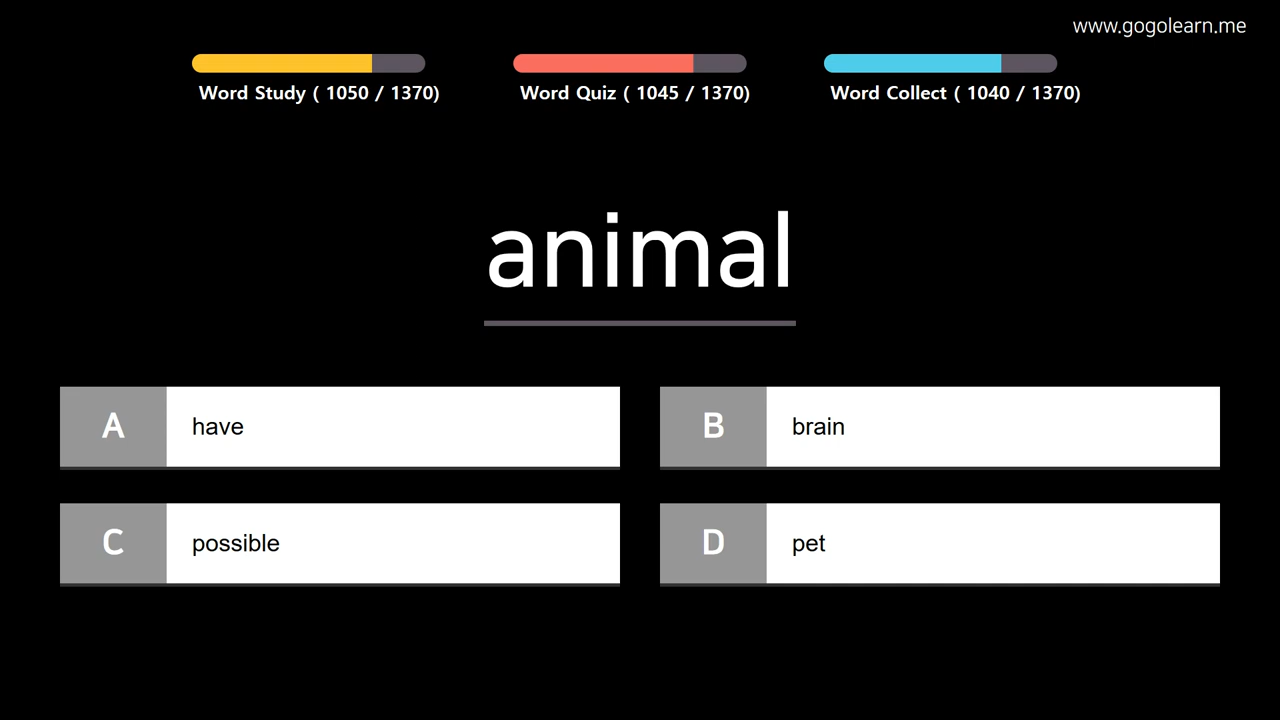 www.gogolearn.me
Word Study ( 1050 / 1370)
Word Quiz ( 1045 / 1370)
Word Collect ( 1040 / 1370)
animal
A have
B brain
C possible
D pet